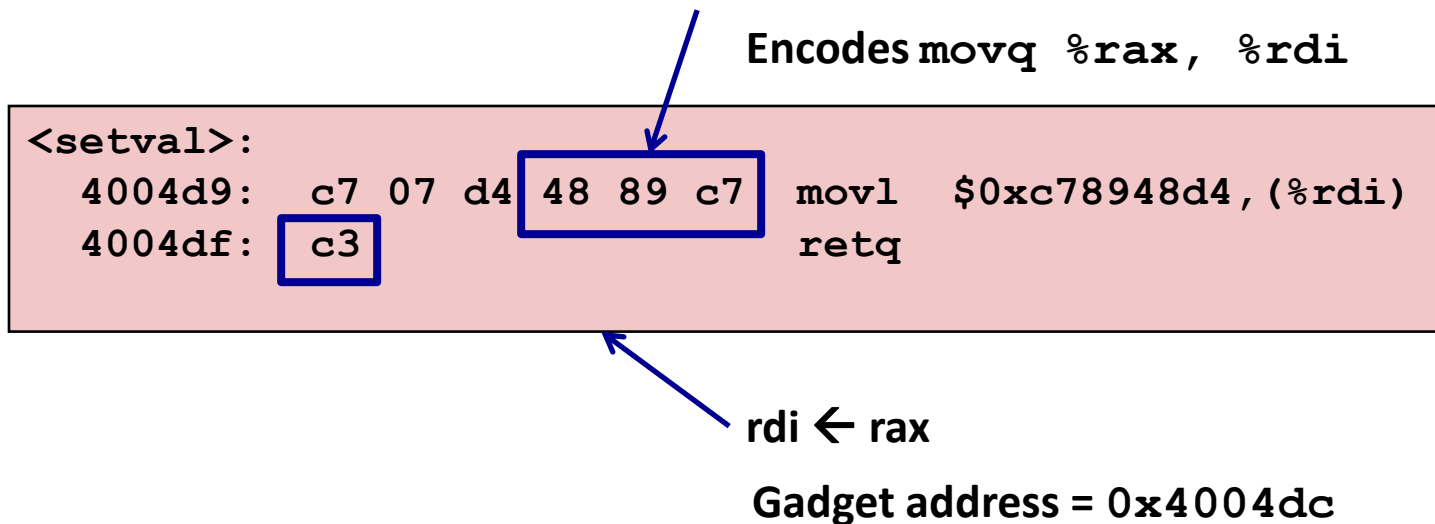 Encodes movq %rax, %rdi
<setval>:
4004d9: c7 07 d4 48 89 c7 movl $0xc78948d4,(%rdi)
4004df: c3 retq
rdi ← rax
Gadget address = 0x4004dc